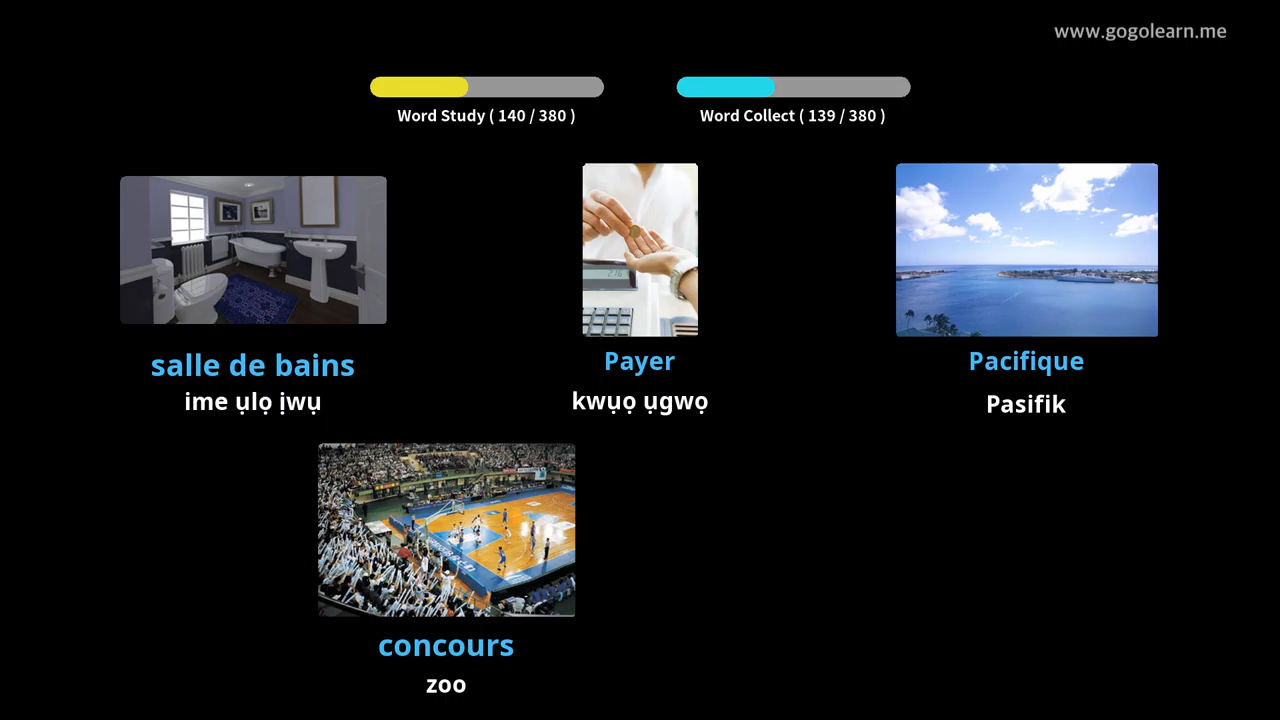 www.gogolearn.me
Word Study ( 140 / 380 )
Word Collect ( 139 / 380 )
salle de bains
ime ụlọ ịwụ
Payer
kwụọ ụgwọ
Pacifique
Pasifik
concours
zoo